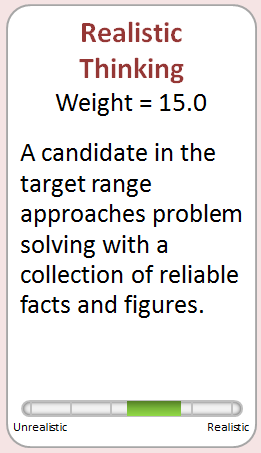 Realistic
Thinking
Weight = 15.0
A candidate in the
target range
approaches problem
solving with a
collection of reliable
facts and figures.
Unrealistic Realistic